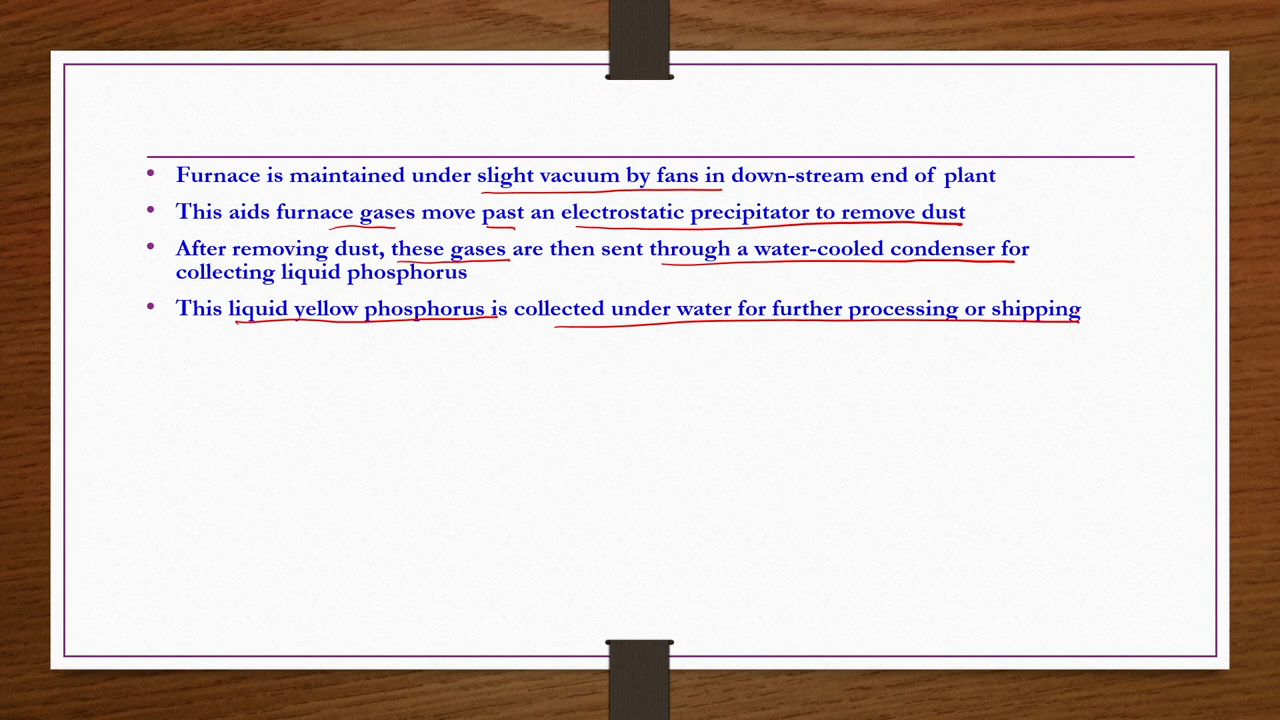 • Furnace is maintained under slight vacuum by fans in down-stream end of plant
• This aids furnace gases move past an electrostatic precipitator to remove dust
• After removing dust, these gases are then sent through a water-cooled condenser for
collecting liquid phosphorus
• This liquid yellow phosphorus is collected under water for further processing or shipping